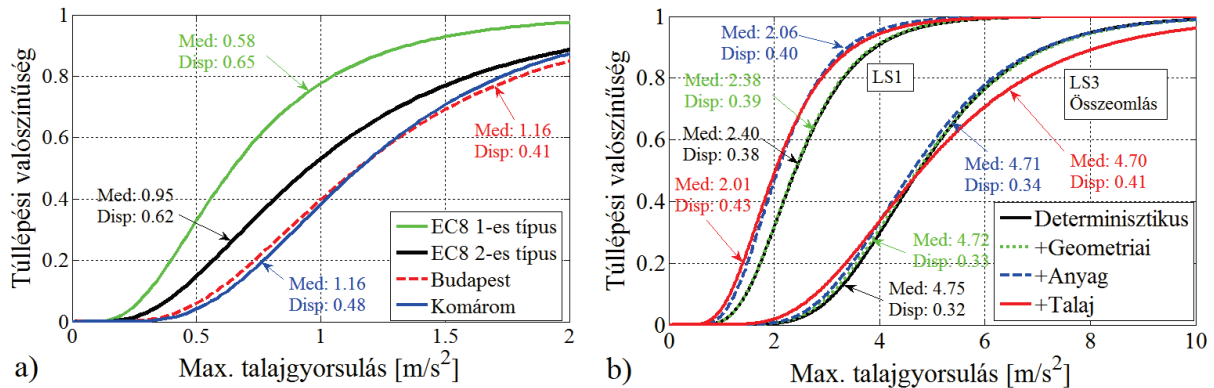 Túllépési valószínűség
1
0.8
0.6
0.4
0.2
0
Med: 0.58
Disp: 0.65
Med: 1.16
Disp: 0.41
Med: 0.95
Disp: 0.62
Med: 1.16
Disp: 0.48
EC8 1-es típus
EC8 2-es típus
Budapest
Komárom
0 0.5 1 1.5 2
Max. talajgyorsulás [m/s²]
a)
Túllépési valószínűség
1
0.8
0.6
0.4
0.2
0
Med: 2.06
Disp: 0.40
LS1
LS3
Összeomlás
Med: 2.38
Disp: 0.39
Med: 2.40
Disp: 0.38
Med: 4.71
Disp: 0.34
Med: 4.70
Disp: 0.41
Med: 2.01
Disp: 0.43
Med: 4.72
Disp: 0.33
Med: 4.75
Disp: 0.32
Determinisztikus
+Geometriai
+Anyag
+Talaj
0 2 4 6 8 10
Max. talajgyorsulás [m/s²]
b)